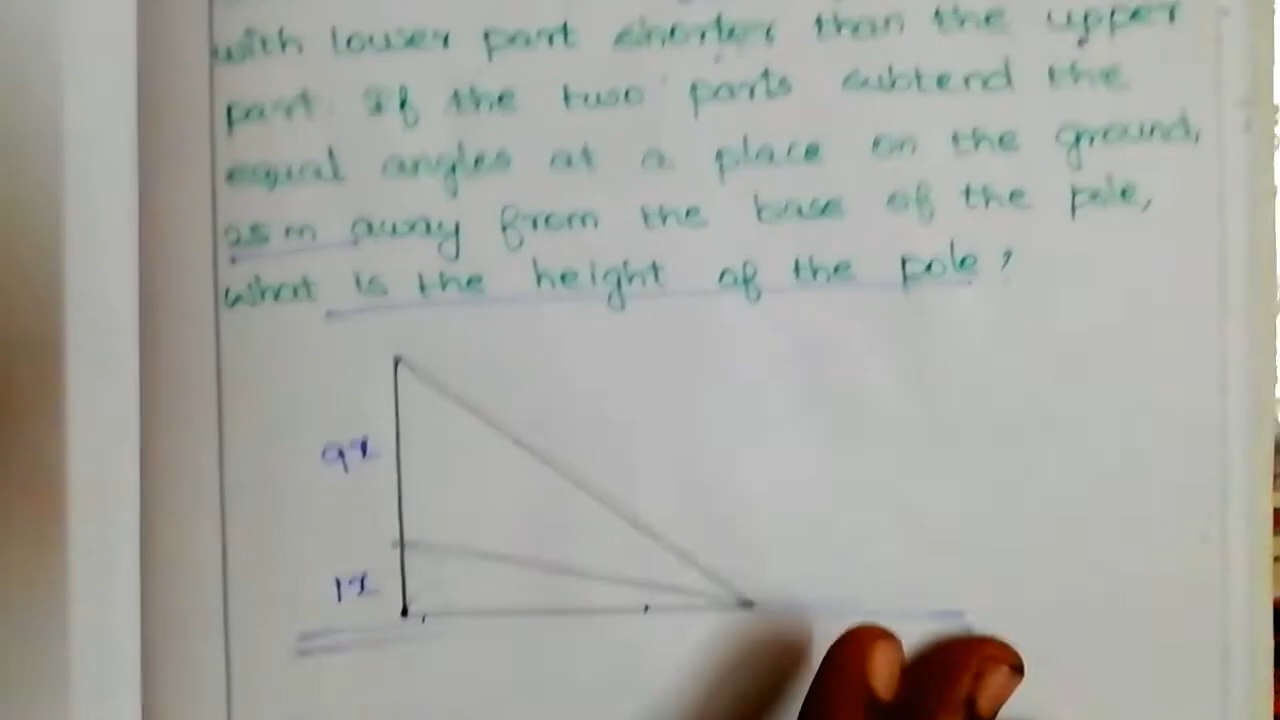 with lower part shorter than the upper
part. If the two parts subtend the
equal angles at a place on the ground,
25m away from the base of the pole,
what is the height of the pole?
9x
1x